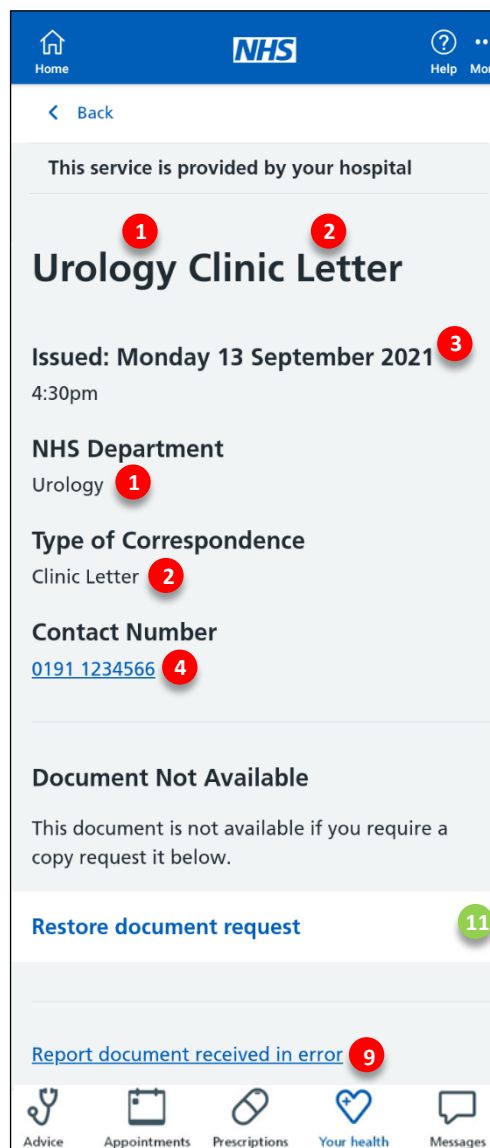 NHS
Home
Help
Back
This service is provided by your hospital
1
2
Urology Clinic Letter
Issued: Monday 13 September 2021 3
4:30pm
NHS Department
Urology 1
Type of Correspondence
Clinic Letter 2
Contact Number
0191 1234566 4
Document Not Available
This document is not available if you require a
copy request it below.
Restore document request 11
Report document received in error 9
Advice Appointments Prescriptions Your health Messages